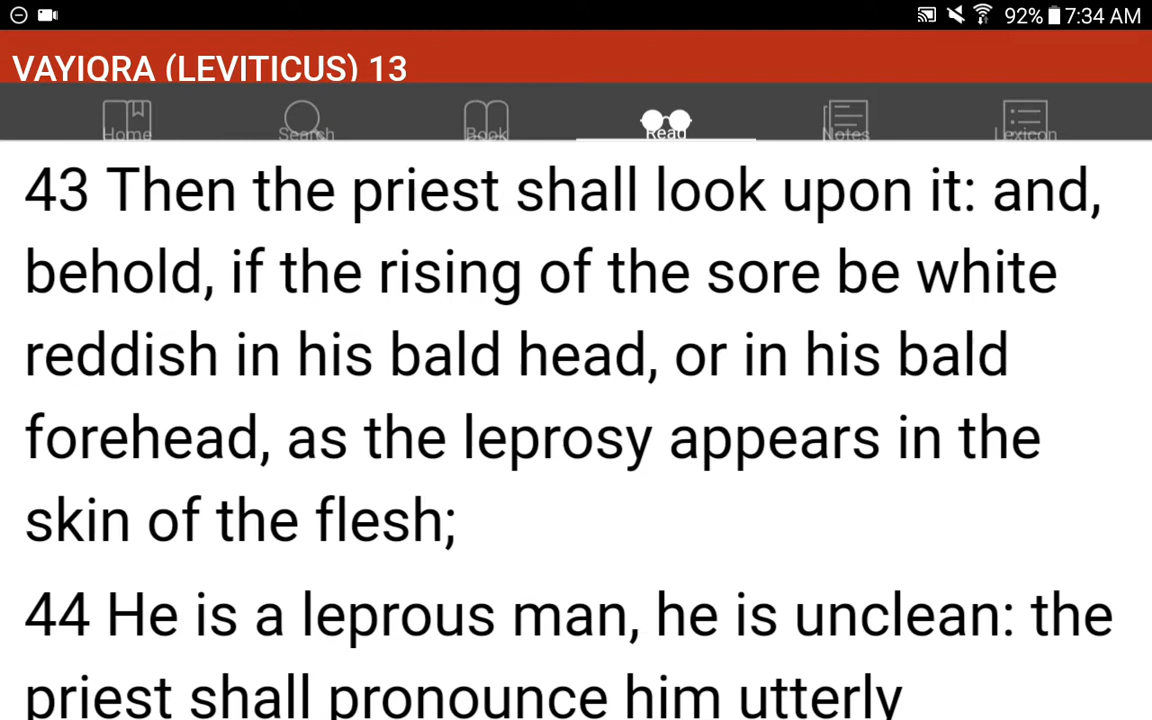 92% 7:34 AM
VAYIQRA (LEVITICUS) 13
Home Search Book Read Notes Lexicon
43 Then the priest shall look upon it: and,
behold, if the rising of the sore be white
reddish in his bald head, or in his bald
forehead, as the leprosy appears in the
skin of the flesh;
44 He is a leprous man, he is unclean: the
priest shall pronounce him utterly